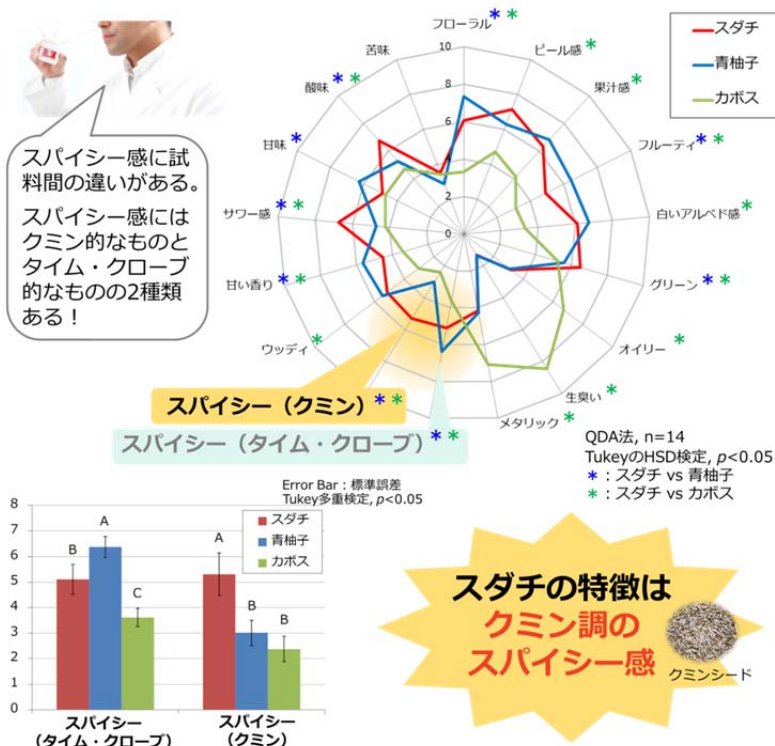 フローラル * *
ピール感 *
果汁感 *
フルーティ * *
白いアルベド感 *
グリーン * *
オイリー *
生臭い *
メタリック *
スパイシー（タイム・クローブ） * *
スパイシー（クミン） * *
ウッディ *
甘い香り * *
サワー感 * *
甘味 *
酸味 * *
苦味
10
8
6
4
2
0
スダチ
青柚子
カボス
スパイシー感に試
料間の違いがある。
スパイシー感には
クミン的なものと
タイム・クローブ
的なものの2種類
ある！
QDA法, n=14
TukeyのHSD検定, p<0.05
*：スダチ vs 青柚子
*：スダチ vs カボス
Error Bar：標準誤差
Tukey多重検定, p<0.05
スダチ
青柚子
カボス
8
7
6
5
4
3
2
1
0
B
A
C
A
B
B
スパイシー
（タイム・クローブ）
スパイシー
（クミン）
スダチの特徴は
クミン調の
スパイシー感
クミンシード